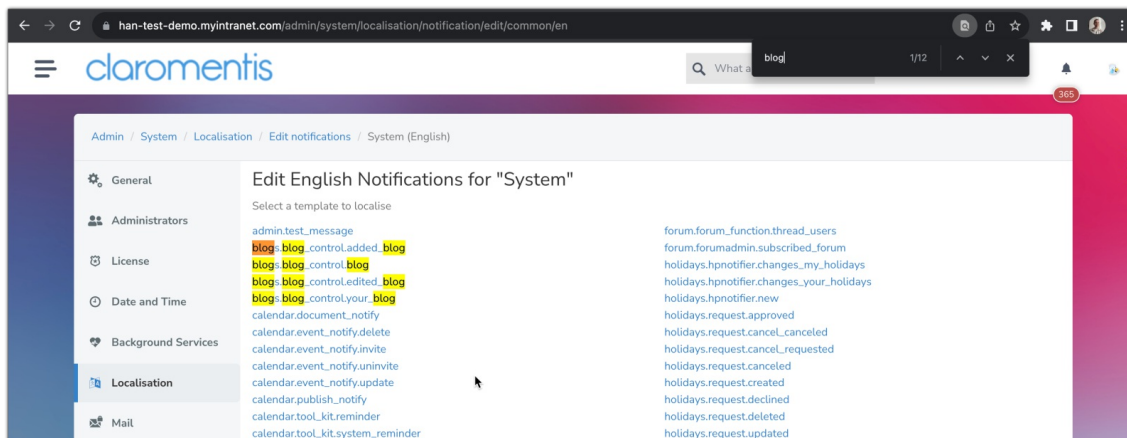 han-test-demo.myintranet.com/admin/system/localisation/notification/edit/common/en
blog 1/12
claromentis
What a
365
Admin / System / Localisation / Edit notifications / System (English)
General
Administrators
License
Date and Time
Background Services
Localisation
Mail
Edit English Notifications for "System"
Select a template to localise
admin.test_message
blogs.blog_control.added_blog
blogs.blog_control.blog
blogs.blog_control.edited_blog
blogs.blog_control.your_blog
calendar.document_notify
calendar.event_notify.delete
calendar.event_notify.invite
calendar.event_notify.uninvite
calendar.event_notify.update
calendar.publish_notify
calendar.tool_kit.reminder
calendar.tool_kit.system_reminder
forum.forum_function.thread_users
forum.forumadmin.subscribed_forum
holidays.hpnotifier.changes_my_holidays
holidays.hpnotifier.changes_your_holidays
holidays.hpnotifier.new
holidays.request.approved
holidays.request.cancel_canceled
holidays.request.cancel_requested
holidays.request.canceled
holidays.request.created
holidays.request.declined
holidays.request.deleted
holidays.request.updated